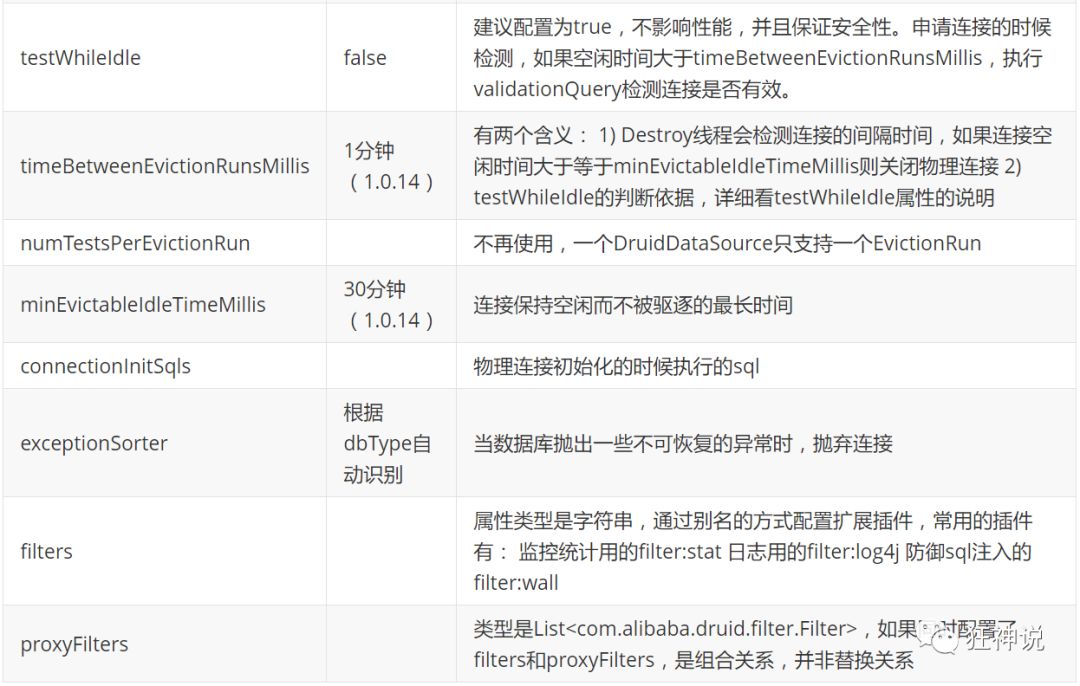 testWhileIdle
false
建议配置为true，不影响性能，并且保证安全性。申请连接的时候
检测，如果空闲时间大于timeBetweenEvictionRunsMillis，执行
validationQuery检测连接是否有效。
timeBetweenEvictionRunsMillis
1分钟
（1.0.14）
有两个含义： 1) Destroy线程会检测连接的间隔时间，如果连接空
闲时间大于等于minEvictableIdleTimeMillis则关闭物理连接 2)
testWhileIdle的判断依据，详细看testWhileIdle属性的说明
numTestsPerEvictionRun
不再使用，一个DruidDataSource只支持一个EvictionRun
minEvictableIdleTimeMillis
30分钟
（1.0.14）
连接保持空闲而不被驱逐的最长时间
connectionInitSqls
物理连接初始化的时候执行的sql
exceptionSorter
根据
dbType自
动识别
当数据库抛出一些不可恢复的异常时，抛弃连接
filters
属性类型是字符串，通过别名的方式配置扩展插件，常用的插件
有： 监控统计用的filter:stat 日志用的filter:log4j 防御sql注入的
filter:wall
proxyFilters
类型是List<com.alibaba.druid.filter.Filter>，如果 配置了
filters和proxyFilters，是组合关系，并非替换关系
狂神说